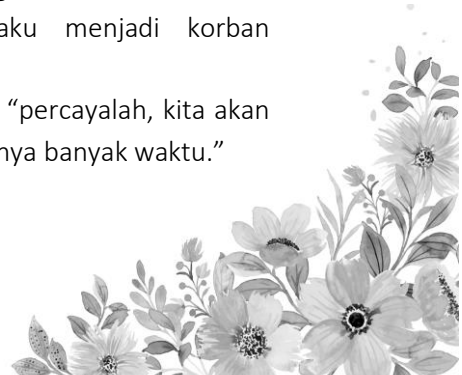 aku menjadi korban
“percayalah, kita akan
nya banyak waktu.”